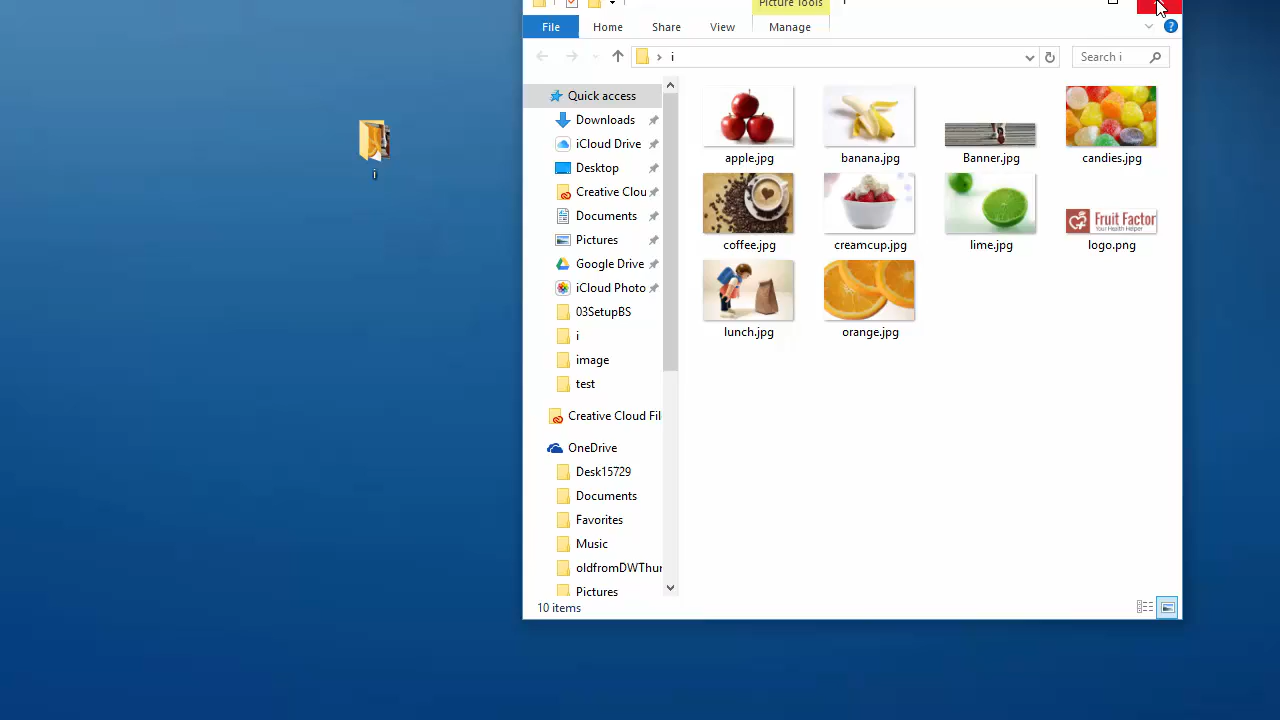 Picture Tools
File Home Share View Manage
i Search i
Quick access
Downloads
iCloud Drive
Desktop
Creative Clou
Documents
Pictures
Google Drive
iCloud Photo
03SetupBS
i
image
test
Creative Cloud Fil
OneDrive
Desk15729
Documents
Favorites
Music
oldfromDWThur
Pictures
apple.jpg banana.jpg Banner.jpg candies.jpg
Fruit Factor
Your Health Helper
coffee.jpg creamcup.jpg lime.jpg logo.png
lunch.jpg orange.jpg
10 items
i